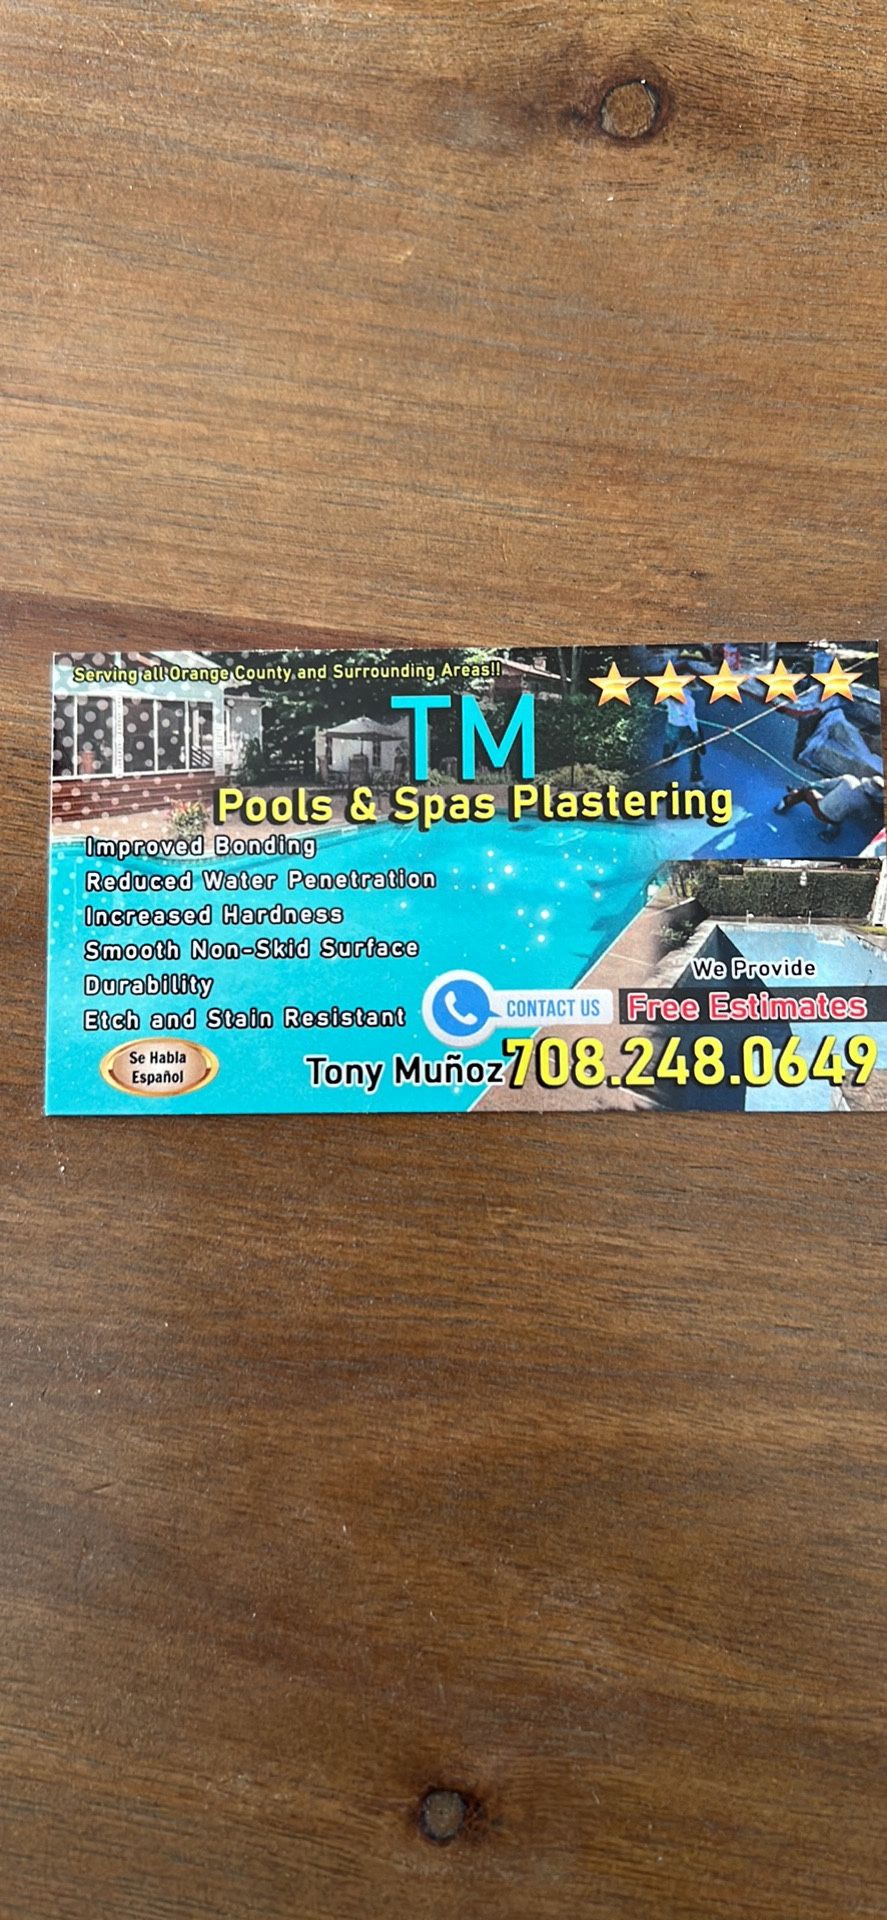 Serving all Orange County and Surrounding Areas!!
TM
Pools & Spas Plastering
Improved Bonding
Reduced Water Penetration
Increased Hardness
Smooth Non-Skid Surface
Durability
Etch and Stain Resistant
We Provide
CONTACT US Free Estimates
Se Habla
Español
Tony Muñoz 708.248.0649